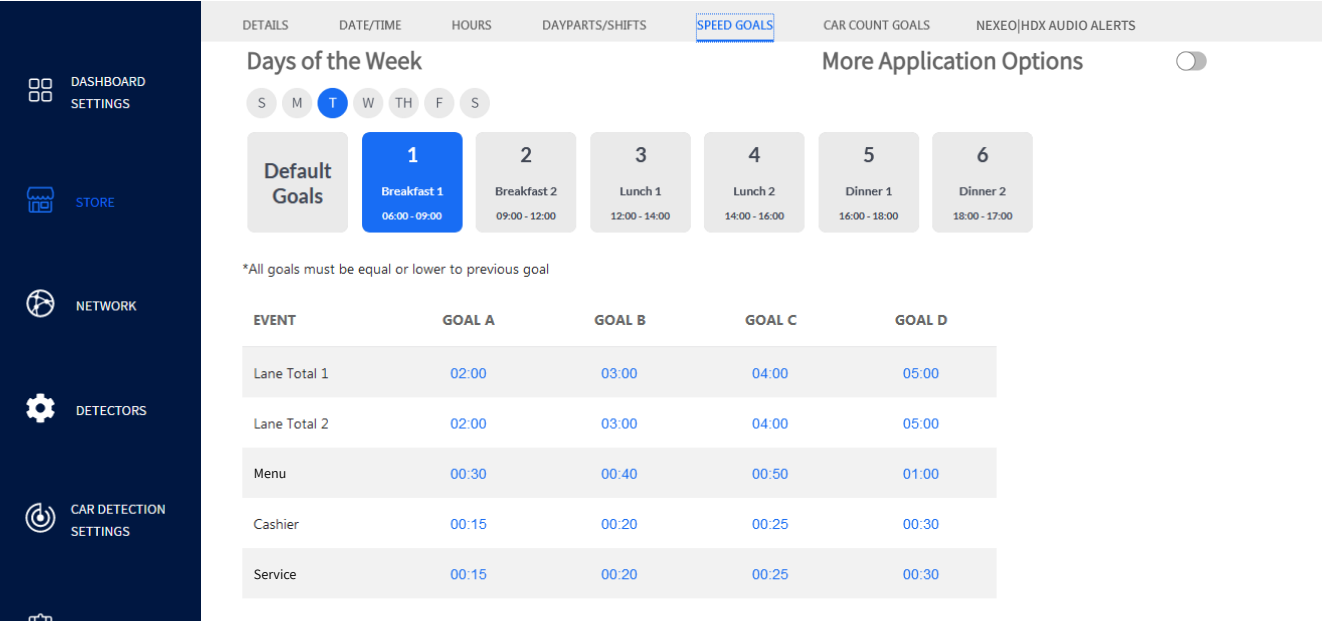 DETAILS DATE/TIME HOURS DAYPARTS/SHIFTS SPEED GOALS CAR COUNT GOALS NEXEO|HDX AUDIO ALERTS
DASHBOARD
SETTINGS
STORE
NETWORK
DETECTORS
CAR DETECTION
SETTINGS
Days of the Week
More Application Options
S M T W TH F S
Default
Goals
1
Breakfast 1
06:00 - 09:00
2
Breakfast 2
09:00 - 12:00
3
Lunch 1
12:00 - 14:00
4
Lunch 2
14:00 - 16:00
5
Dinner 1
16:00 - 18:00
6
Dinner 2
18:00 - 17:00
*All goals must be equal or lower to previous goal
EVENT GOAL A GOAL B GOAL C GOAL D
Lane Total 1 02:00 03:00 04:00 05:00
Lane Total 2 02:00 03:00 04:00 05:00
Menu 00:30 00:40 00:50 01:00
Cashier 00:15 00:20 00:25 00:30
Service 00:15 00:20 00:25 00:30